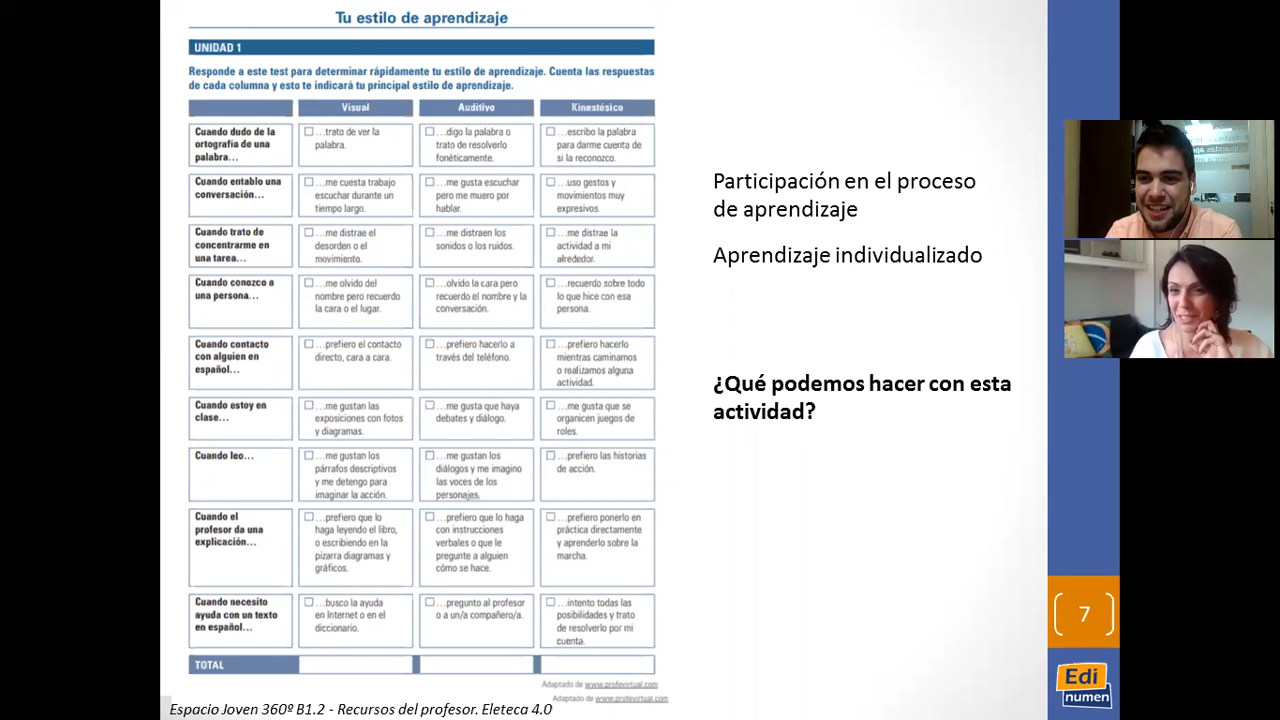 Tu estilo de aprendizaje
UNIDAD 1
Responde a este test para determinar rápidamente tu estilo de aprendizaje. Cuenta las respuestas
de cada columna y esto te indicará tu principal estilo de aprendizaje.
Visual
Auditivo
Kinestésico
Cuando dudo de la
ortografía de una
palabra…
…trato de ver la
palabra.
…digo la palabra o
trato de resolverlo
fonéticamente.
…escribo la palabra
para darme cuenta de
si la reconozco.
Cuando entablo una
conversación…
…me cuesta trabajo
escuchar durante un
tiempo largo.
…me gusta escuchar
pero me muero por
hablar.
…uso gestos y
movimientos muy
expresivos.
Cuando trato de
concentrarme en
una tarea…
…me distrae el
desorden o el
movimiento.
…me distraen los
sonidos o los ruidos.
…me distrae la
actividad a mi
alrededor.
Cuando conozco a
una persona…
…me olvido del
nombre pero recuerdo
la cara o el lugar.
…olvido la cara pero
recuerdo el nombre y la
conversación.
…recuerdo sobre todo
lo que hice con esa
persona.
Cuando contacto
con alguien en
español…
…prefiero el contacto
directo, cara a cara.
…prefiero hacerlo a
través del teléfono.
…prefiero hacerlo
mientras caminamos
o realizamos alguna
actividad.
Cuando estoy en
clase…
…me gustan las
exposiciones con fotos
y diagramas.
…me gusta que haya
debates y diálogo.
…me gusta que se
organicen juegos de
roles.
Cuando leo…
…me gustan los
párrafos descriptivos
y me detengo para
imaginar la acción.
…me gustan los
diálogos y me imagino
las voces de los
personajes.
…prefiero las historias
de acción.
Cuando el
profesor da una
explicación…
…prefiero que lo
haga leyendo el libro,
o escribiendo en la
pizarra diagramas y
gráficos.
…prefiero que lo haga
con instrucciones
verbales o que le
pregunte a alguien
cómo se hace.
…prefiero ponerlo en
práctica directamente
y aprenderlo sobre la
marcha.
Cuando necesito
ayuda con un texto
en español…
…busco la ayuda
en Internet o en el
diccionario.
…pregunto al profesor
o a un/a compañero/a.
…intento todas las
posibilidades y trato
de resolverlo por mi
cuenta.
TOTAL
Adaptado de www.profevirtual.com
Adaptado de www.profevirtual.com
Espacio Joven 360º B1.2 - Recursos del profesor. Eleteca 4.0
Participación en el proceso
de aprendizaje
Aprendizaje individualizado
¿Qué podemos hacer con esta
actividad?
7
Edi
numen